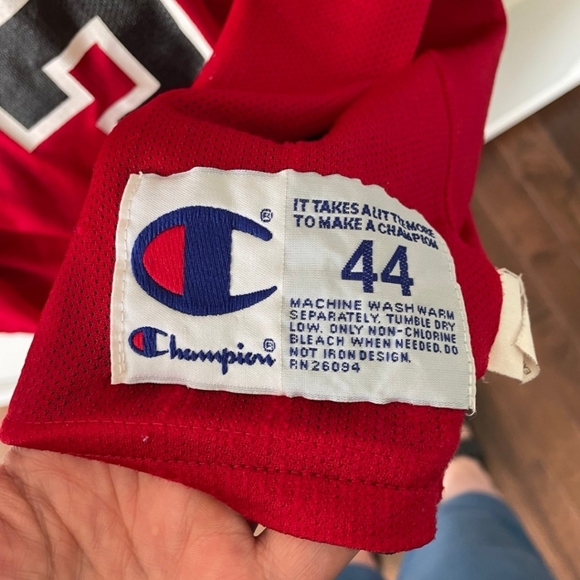 IT TAKES A LITTLE MORE
TO MAKE A CHAMPION
®
44
MACHINE WASH WARM
SEPARATELY. TUMBLE DRY
LOW. ONLY NON-CHLORINE
BLEACH WHEN NEEDED. DO
NOT IRON DESIGN.
RN26094
Champion®